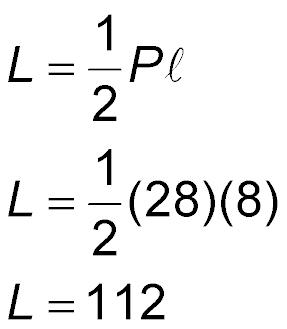 L = 1/2 Pℓ
L = 1/2 (28)(8)
L = 112